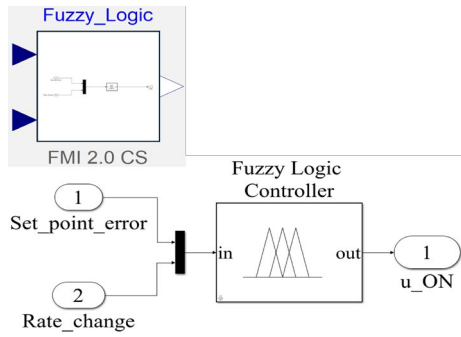 Fuzzy_Logic
FMI 2.0 CS
Fuzzy Logic
Controller
1
Set_point_error
in
out
1
u_ON
2
Rate_change